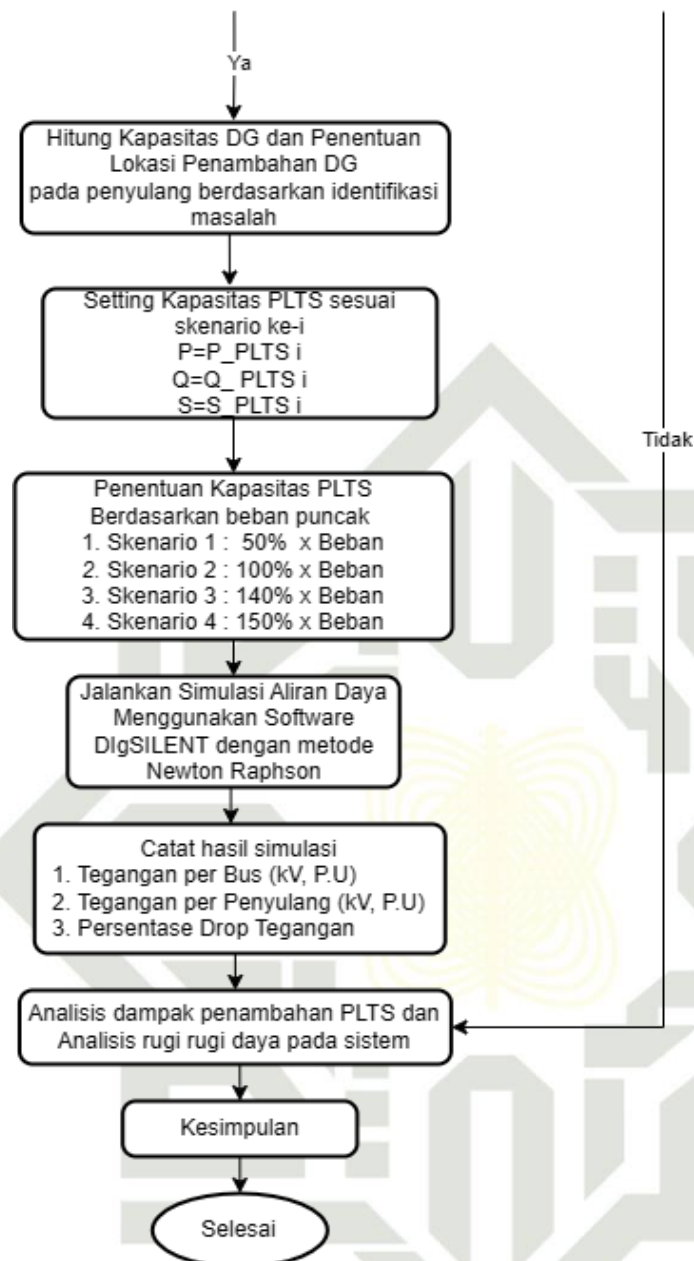 Ya
Hitung Kapasitas DG dan Penentuan
Lokasi Penambahan DG
pada penyulang berdasarkan identifikasi
masalah
Setting Kapasitas PLTS sesuai
skenario ke-i
P=P_PLTS i
Q=Q_ PLTS i
S=S_PLTS i
Tidak
Penentuan Kapasitas PLTS
Berdasarkan beban puncak
1. Skenario 1 : 50% x Beban
2. Skenario 2 : 100% x Beban
3. Skenario 3 : 140% x Beban
4. Skenario 4 : 150% x Beban
Jalankan Simulasi Aliran Daya
Menggunakan Software
DIgSILENT dengan metode
Newton Raphson
Catat hasil simulasi
1. Tegangan per Bus (kV, P.U)
2. Tegangan per Penyulang (kV, P.U)
3. Persentase Drop Tegangan
Analisis dampak penambahan PLTS dan
Analisis rugi rugi daya pada sistem
Kesimpulan
Selesai